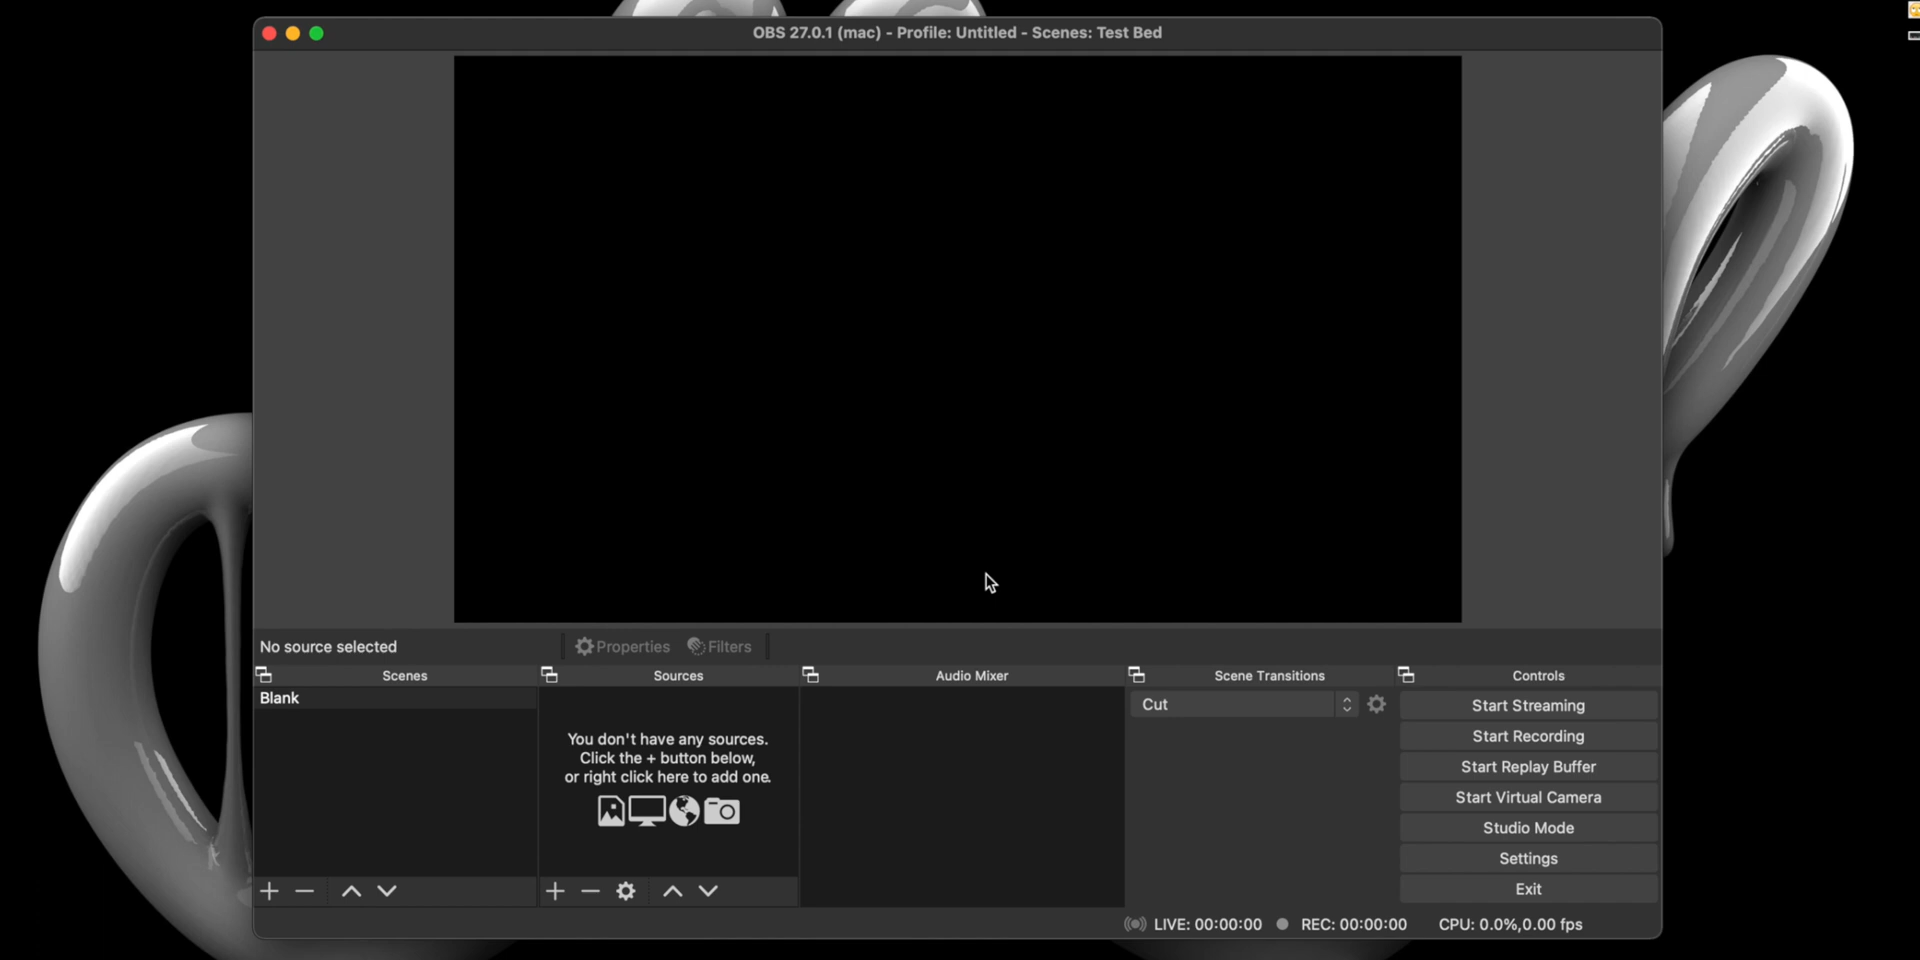 OBS 27.0.1 (mac) - Profile: Untitled - Scenes: Test Bed
No source selected
Properties
Filters
Scenes
Sources
Audio Mixer
Scene Transitions
Controls
Blank
You don't have any sources.
Click the + button below,
or right click here to add one.
Cut
Start Streaming
Start Recording
Start Replay Buffer
Start Virtual Camera
Studio Mode
Settings
Exit
LIVE: 00:00:00
REC: 00:00:00
CPU: 0.0%,0.00 fps